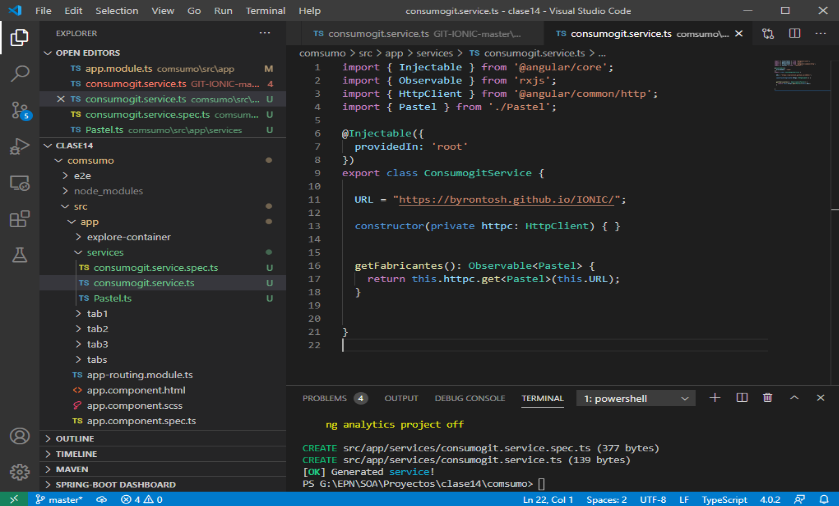 File Edit Selection View Go Run Terminal Help consumogit.service.ts - clase14 - Visual Studio Code
EXPLORER ...
OPEN EDITORS
TS app.module.ts comsumo\src\app M
TS consumogit.service.ts GIT-IONIC-ma... 4
TS consumogit.service.ts comsumo\src\... U
TS consumogit.service.spec.ts comsum... U
TS Pastel.ts comsumo\src\app\services U
CLASE14
comsumo
e2e
node_modules
src
app
explore-container
services
TS consumogit.service.spec.ts U
TS consumogit.service.ts U
TS Pastel.ts U
tab1
tab2
tab3
tabs
TS app-routing.module.ts
<> app.component.html
app.component.scss
TS app.component.spec.ts
OUTLINE
TIMELINE
MAVEN
SPRING-BOOT DASHBOARD
5
TS consumogit.service.ts GIT-IONIC-master\... TS consumogit.service.ts comsumo\... U
comsumo > src > app > services > TS consumogit.service.ts > ...
1 import { Injectable } from '@angular/core';
2 import { Observable } from 'rxjs';
3 import { HttpClient } from '@angular/common/http';
4 import { Pastel } from './Pastel';
5
6 @Injectable({
7 providedIn: 'root'
8 })
9 export class ConsumogitService {
10
11 URL = "https://byrontosh.github.io/IONIC/";
12
13 constructor(private httpc: HttpClient) { }
14
15
16 getFabricantes(): Observable<Pastel> {
17 return this.httpc.get<Pastel>(this.URL);
18 }
19
20
21 }
22
PROBLEMS 4 OUTPUT DEBUG CONSOLE TERMINAL 1: powershell
ng analytics project off
CREATE src/app/services/consumogit.service.spec.ts (377 bytes)
CREATE src/app/services/consumogit.service.ts (139 bytes)
[OK] Generated service!
PS G:\EPN\SOA\Proyectos\clase14\comsumo>
master* 4 0 Ln 22, Col 1 Spaces: 2 UTF-8 LF TypeScript 4.0.2